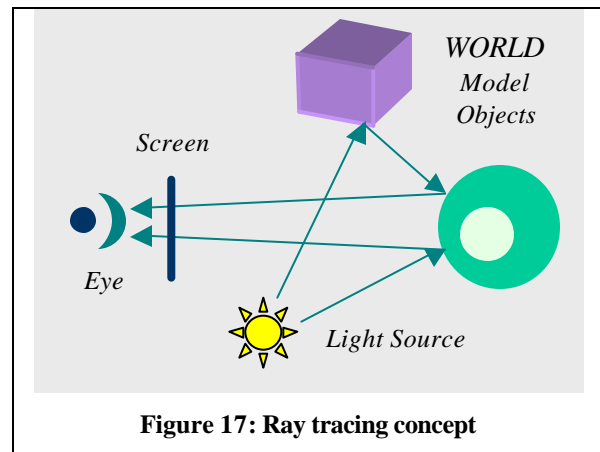 WORLD
Model
Objects
Screen
Eye
Light Source
Figure 17: Ray tracing concept